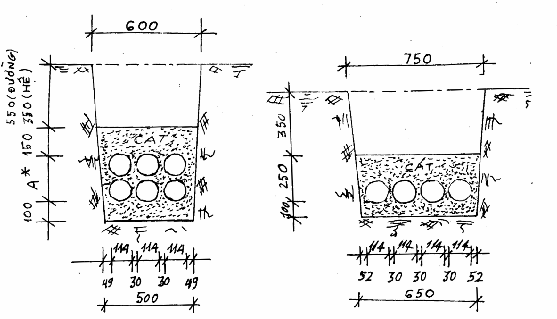 600
550 (ĐƯỜNG)
350 (HÈ)
150
A *
100
CÁT
114 114 114
49 30 30 49
500
750
350
250
100
CÁT
114 114 114 114
52 30 30 30 52
650